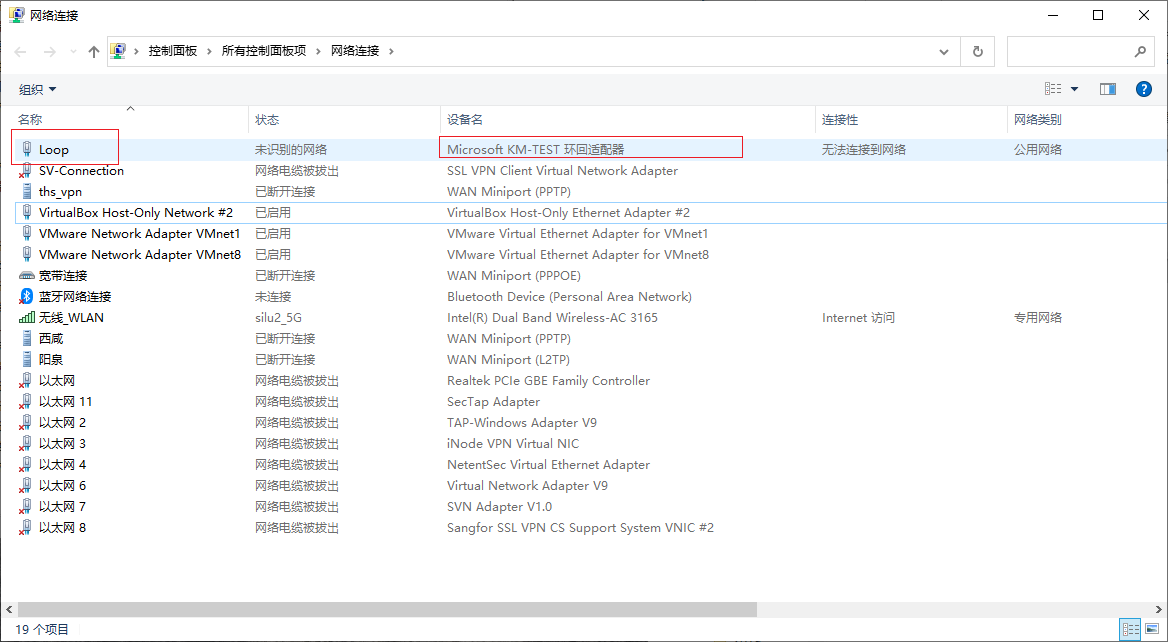 网络连接
控制面板 › 所有控制面板项 › 网络连接 ›
组织
名称 状态 设备名 连接性 网络类别
Loop 未识别的网络 Microsoft KM-TEST 环回适配器 无法连接到网络 公用网络
SV-Connection 网络电缆被拔出 SSL VPN Client Virtual Network Adapter
ths_vpn 已断开连接 WAN Miniport (PPTP)
VirtualBox Host-Only Network #2 已启用 VirtualBox Host-Only Ethernet Adapter #2
VMware Network Adapter VMnet1 已启用 VMware Virtual Ethernet Adapter for VMnet1
VMware Network Adapter VMnet8 已启用 VMware Virtual Ethernet Adapter for VMnet8
宽带连接 已断开连接 WAN Miniport (PPPOE)
蓝牙网络连接 未连接 Bluetooth Device (Personal Area Network)
无线_WLAN silu2_5G Intel(R) Dual Band Wireless-AC 3165 Internet 访问 专用网络
西咸 已断开连接 WAN Miniport (PPTP)
阳泉 已断开连接 WAN Miniport (L2TP)
以太网 网络电缆被拔出 Realtek PCIe GBE Family Controller
以太网 11 网络电缆被拔出 SecTap Adapter
以太网 2 网络电缆被拔出 TAP-Windows Adapter V9
以太网 3 网络电缆被拔出 iNode VPN Virtual NIC
以太网 4 网络电缆被拔出 NetentSec Virtual Ethernet Adapter
以太网 6 网络电缆被拔出 Virtual Network Adapter V9
以太网 7 网络电缆被拔出 SVN Adapter V1.0
以太网 8 网络电缆被拔出 Sangfor SSL VPN CS Support System VNIC #2
19 个项目